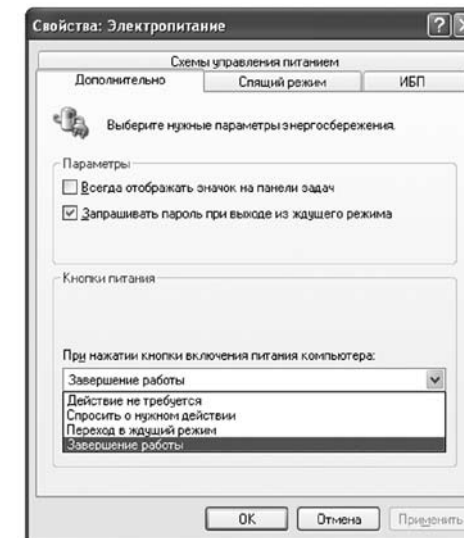 Свойства: Электропитание
Схемы управления питанием
Дополнительно Спящий режим ИБП
Выберите нужные параметры энергосбережения.
Параметры
Всегда отображать значок на панели задач
Запрашивать пароль при выходе из ждущего режима
Кнопки питания
При нажатии кнопки включения питания компьютера:
Завершение работы
Действие не требуется
Спросить о нужном действии
Переход в ждущий режим
Завершение работы
OK Отмена Применить